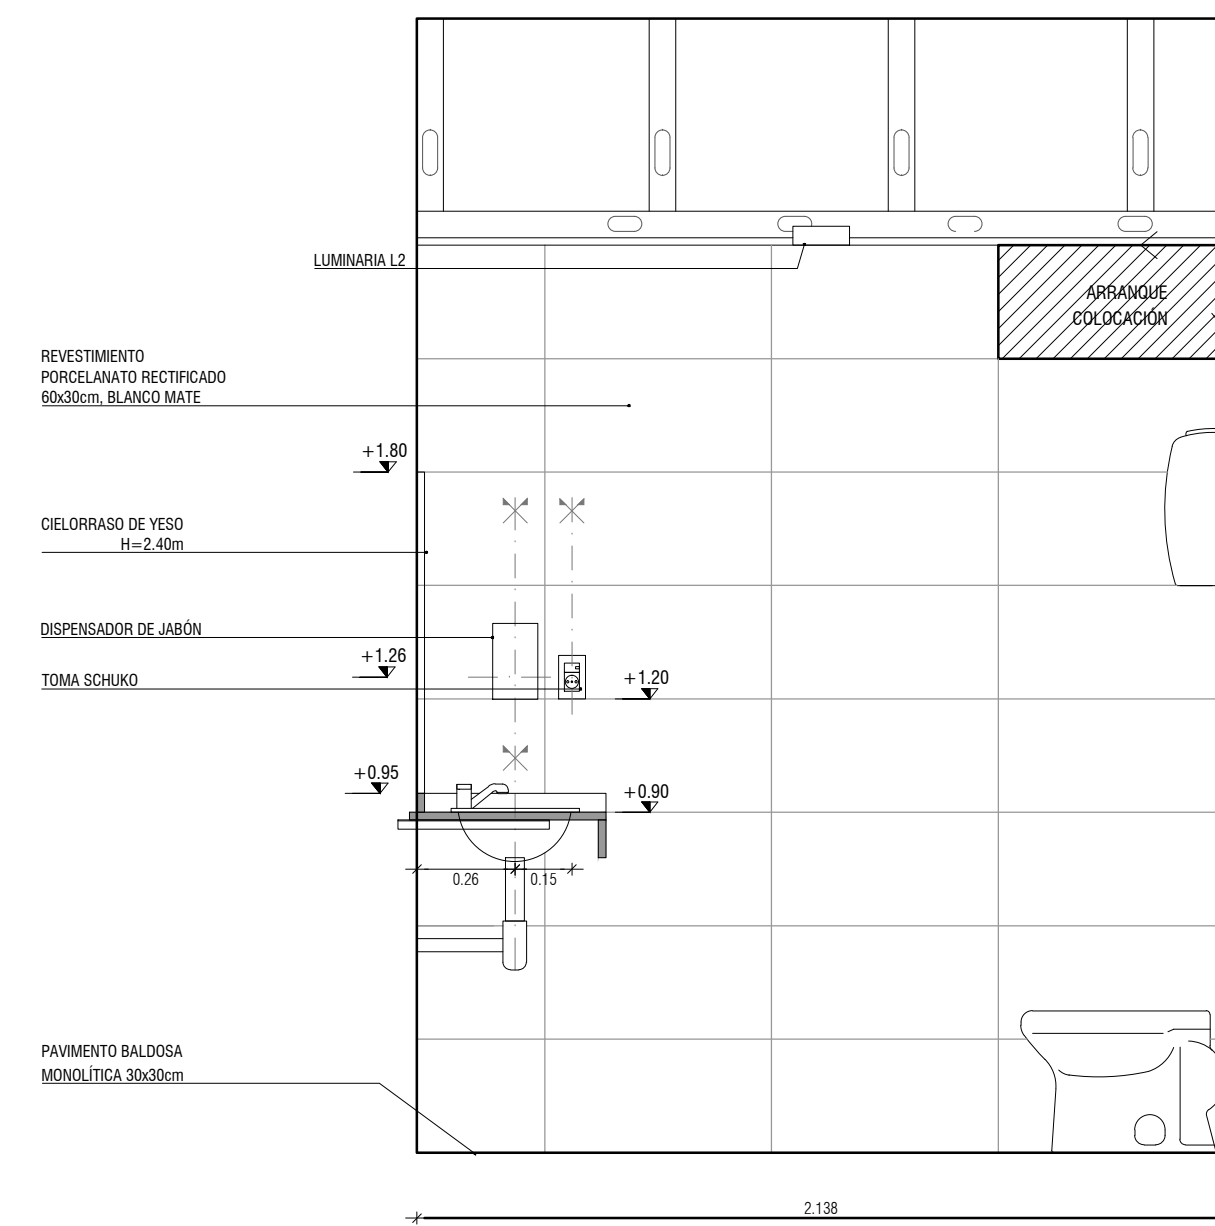 LUMINARIA L2
ARRANQUE
COLOCACIÓN
REVESTIMIENTO
PORCELANATO RECTIFICADO
60x30cm, BLANCO MATE
+1.80
CIELORRASO DE YESO
H=2.40m
DISPENSADOR DE JABÓN
+1.26
TOMA SCHUKO
+1.20
+0.95
+0.90
0.26
0.15
PAVIMENTO BALDOSA
MONOLÍTICA 30x30cm
2.138